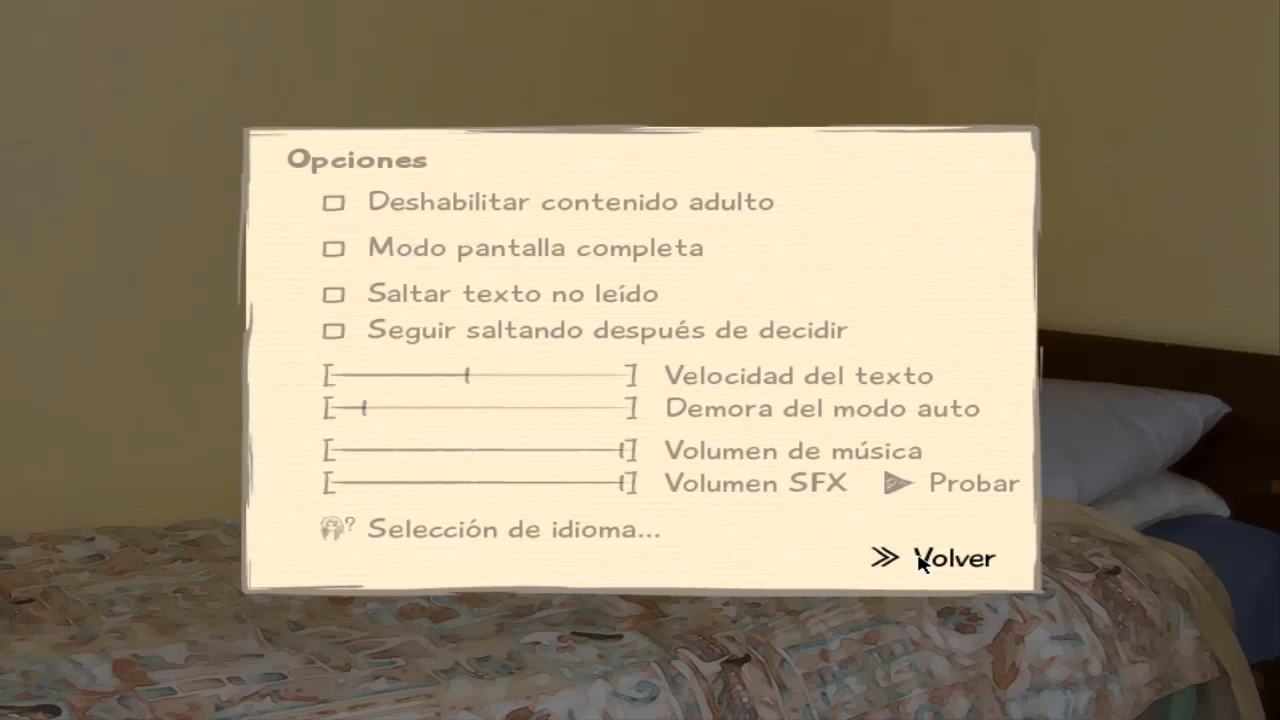 Opciones
Deshabilitar contenido adulto
Modo pantalla completa
Saltar texto no leído
Seguir saltando después de decidir
Velocidad del texto
Demora del modo auto
Volumen de música
Volumen SFX Probar
? Selección de idioma...
Volver